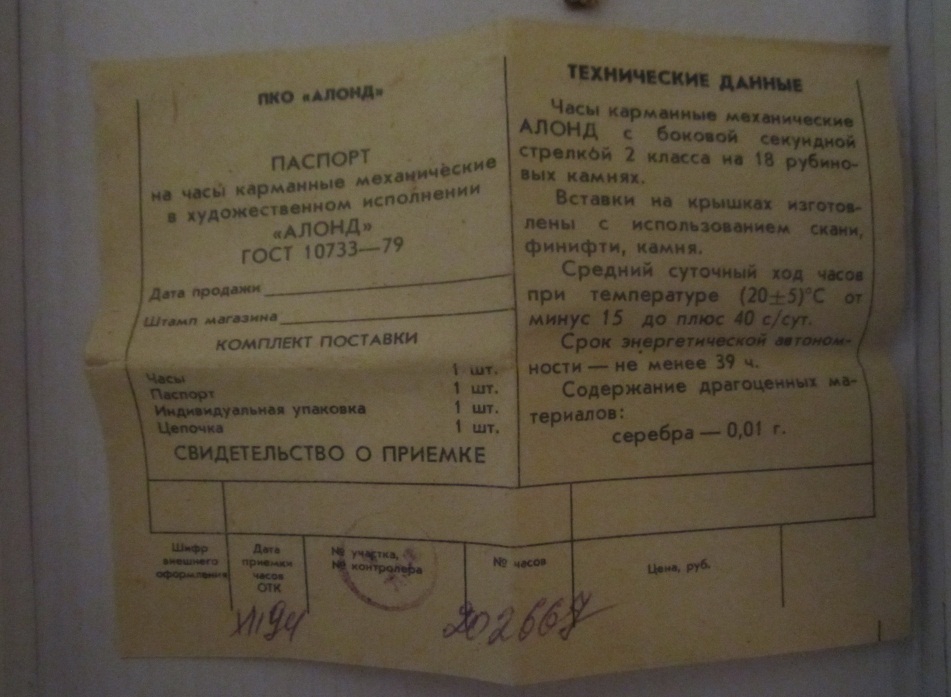 ПКО «АЛОНД»
ПАСПОРТ
на часы карманные механические
в художественном исполнении
«АЛОНД»
ГОСТ 10733—79
Дата продажи
Штамп магазина
КОМПЛЕКТ ПОСТАВКИ
Часы 1 шт.
Паспорт 1 шт.
Индивидуальная упаковка 1 шт.
Цепочка 1 шт.
СВИДЕТЕЛЬСТВО О ПРИЕМКЕ
ТЕХНИЧЕСКИЕ ДАННЫЕ
Часы карманные механические
АЛОНД с боковой секундной
стрелкой 2 класса на 18 рубино-
вых камнях.
Вставки на крышках изготов-
лены с использованием скани,
финифти, камня.
Средний суточный ход часов
при температуре (20±5)°С от
минус 15 до плюс 40 с/сут.
Срок энергетической автоном-
ности — не менее 39 ч.
Содержание драгоценных ма-
териалов:
серебра — 0,01 г.
Шифр
внешнего
оформления
Дата
приемки
часов
ОТК
№ участка,
№ контролера
№ часов
Цена, руб.
202667